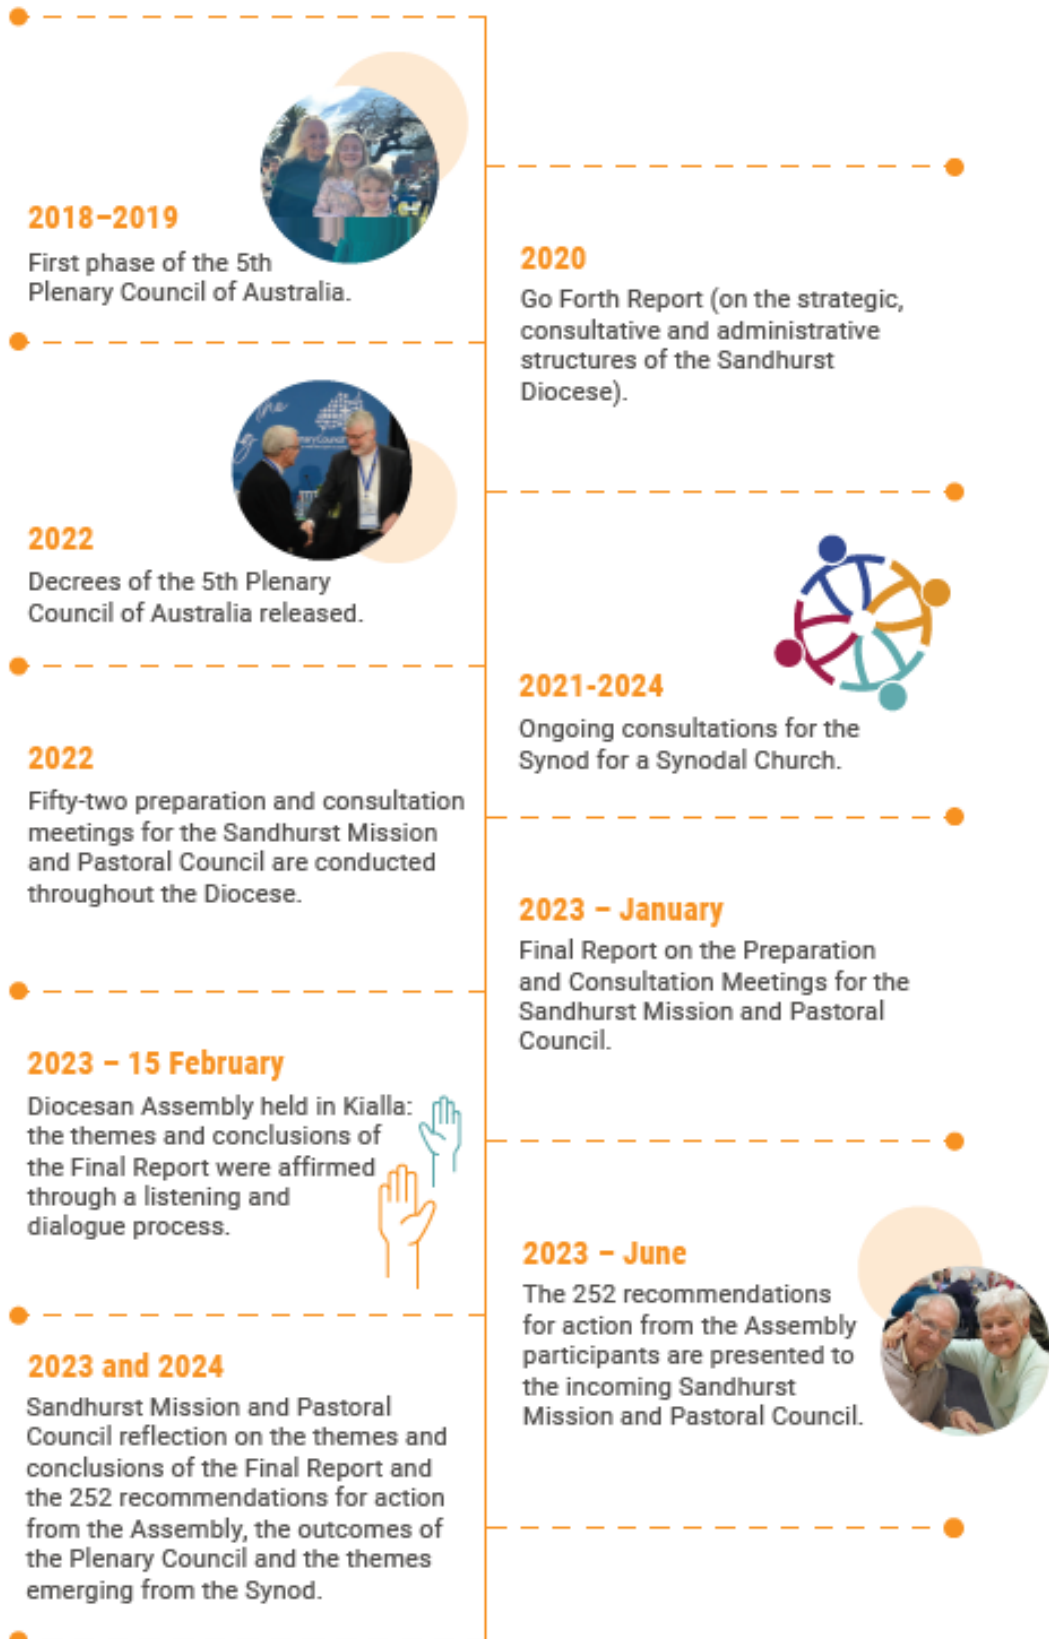 2018–2019
First phase of the 5th
Plenary Council of Australia.
2020
Go Forth Report (on the strategic,
consultative and administrative
structures of the Sandhurst
Diocese).
2022
Decrees of the 5th Plenary
Council of Australia released.
2021-2024
Ongoing consultations for the
Synod for a Synodal Church.
2022
Fifty-two preparation and consultation
meetings for the Sandhurst Mission
and Pastoral Council are conducted
throughout the Diocese.
2023 – January
Final Report on the Preparation
and Consultation Meetings for the
Sandhurst Mission and Pastoral
Council.
2023 – 15 February
Diocesan Assembly held in Kialla:
the themes and conclusions of
the Final Report were affirmed
through a listening and
dialogue process.
2023 – June
The 252 recommendations
for action from the Assembly
participants are presented to
the incoming Sandhurst
Mission and Pastoral Council.
2023 and 2024
Sandhurst Mission and Pastoral
Council reflection on the themes and
conclusions of the Final Report and
the 252 recommendations for action
from the Assembly, the outcomes of
the Plenary Council and the themes
emerging from the Synod.